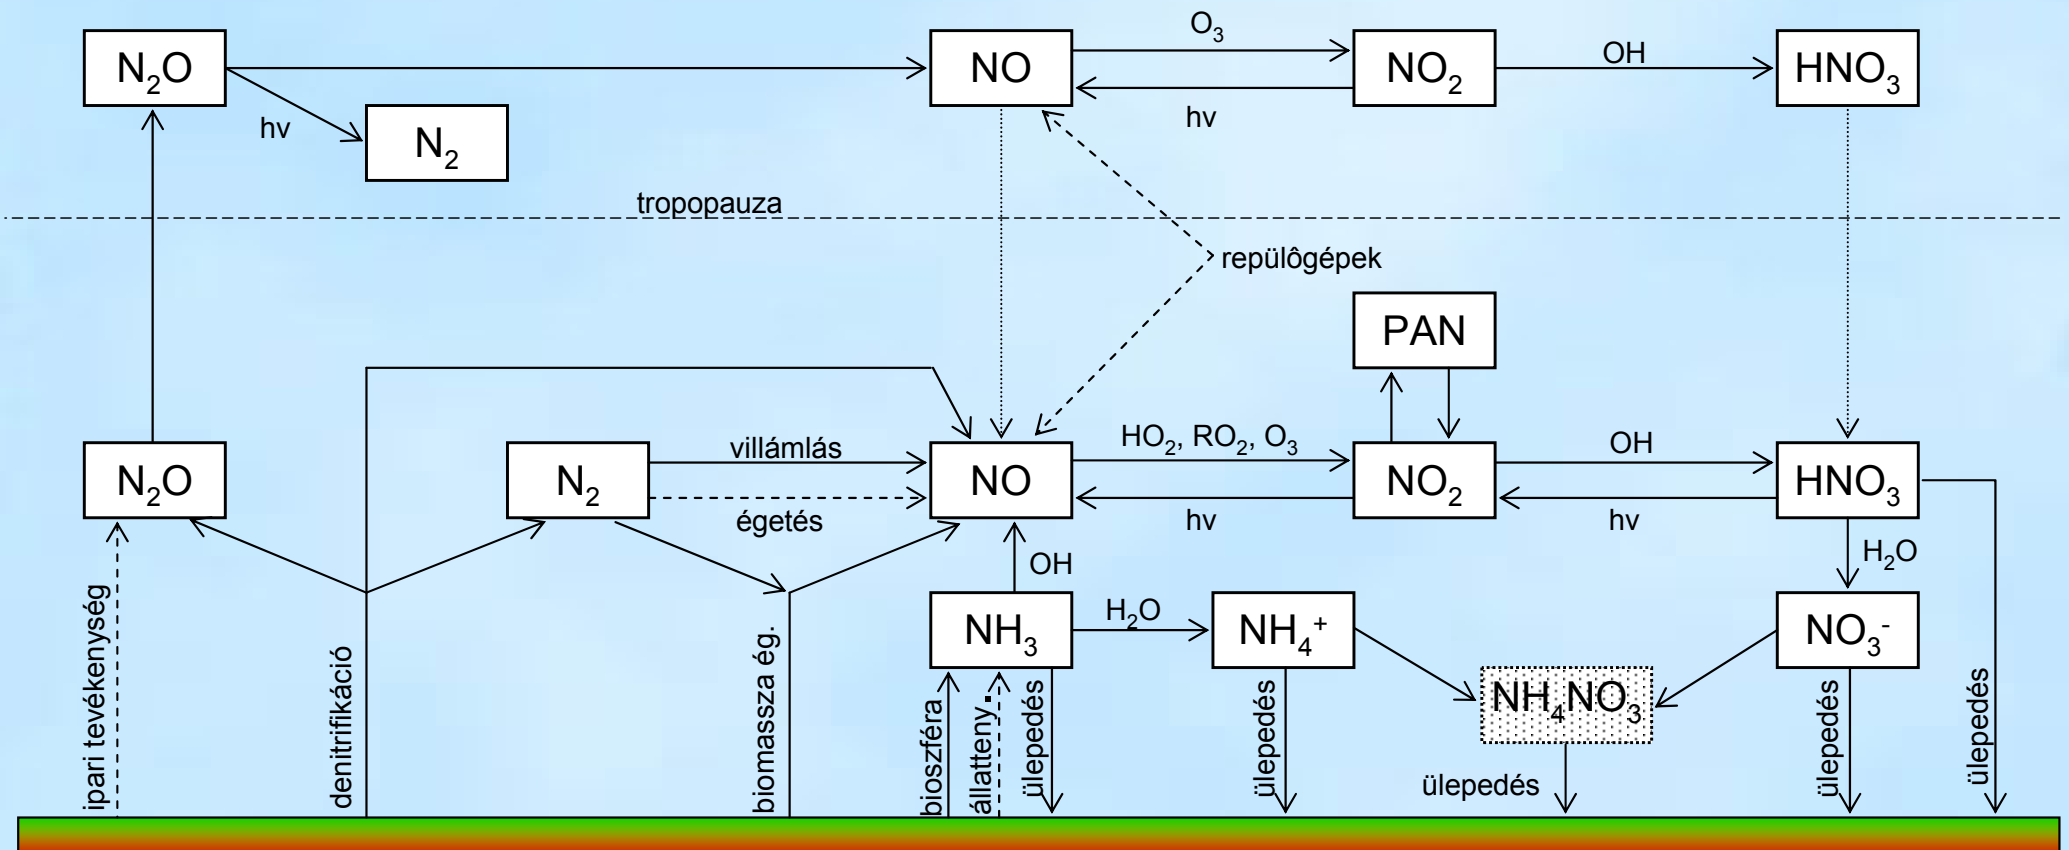 O₃
N₂O
NO
NO₂
OH
HNO₃
hv
N₂
hv
tropopauza
repülôgépek
PAN
N₂O
N₂
villámlás
égetés
NO
HO₂, RO₂, O₃
hv
NO₂
OH
hv
HNO₃
OH
H₂O
NH₃
H₂O
NH₄⁺
NO₃⁻
NH₄NO₃
ipari tevékenység
denitrifikáció
biomassza ég.
bioszféra
állatteny.
ülepedés
ülepedés
ülepedés
ülepedés
ülepedés